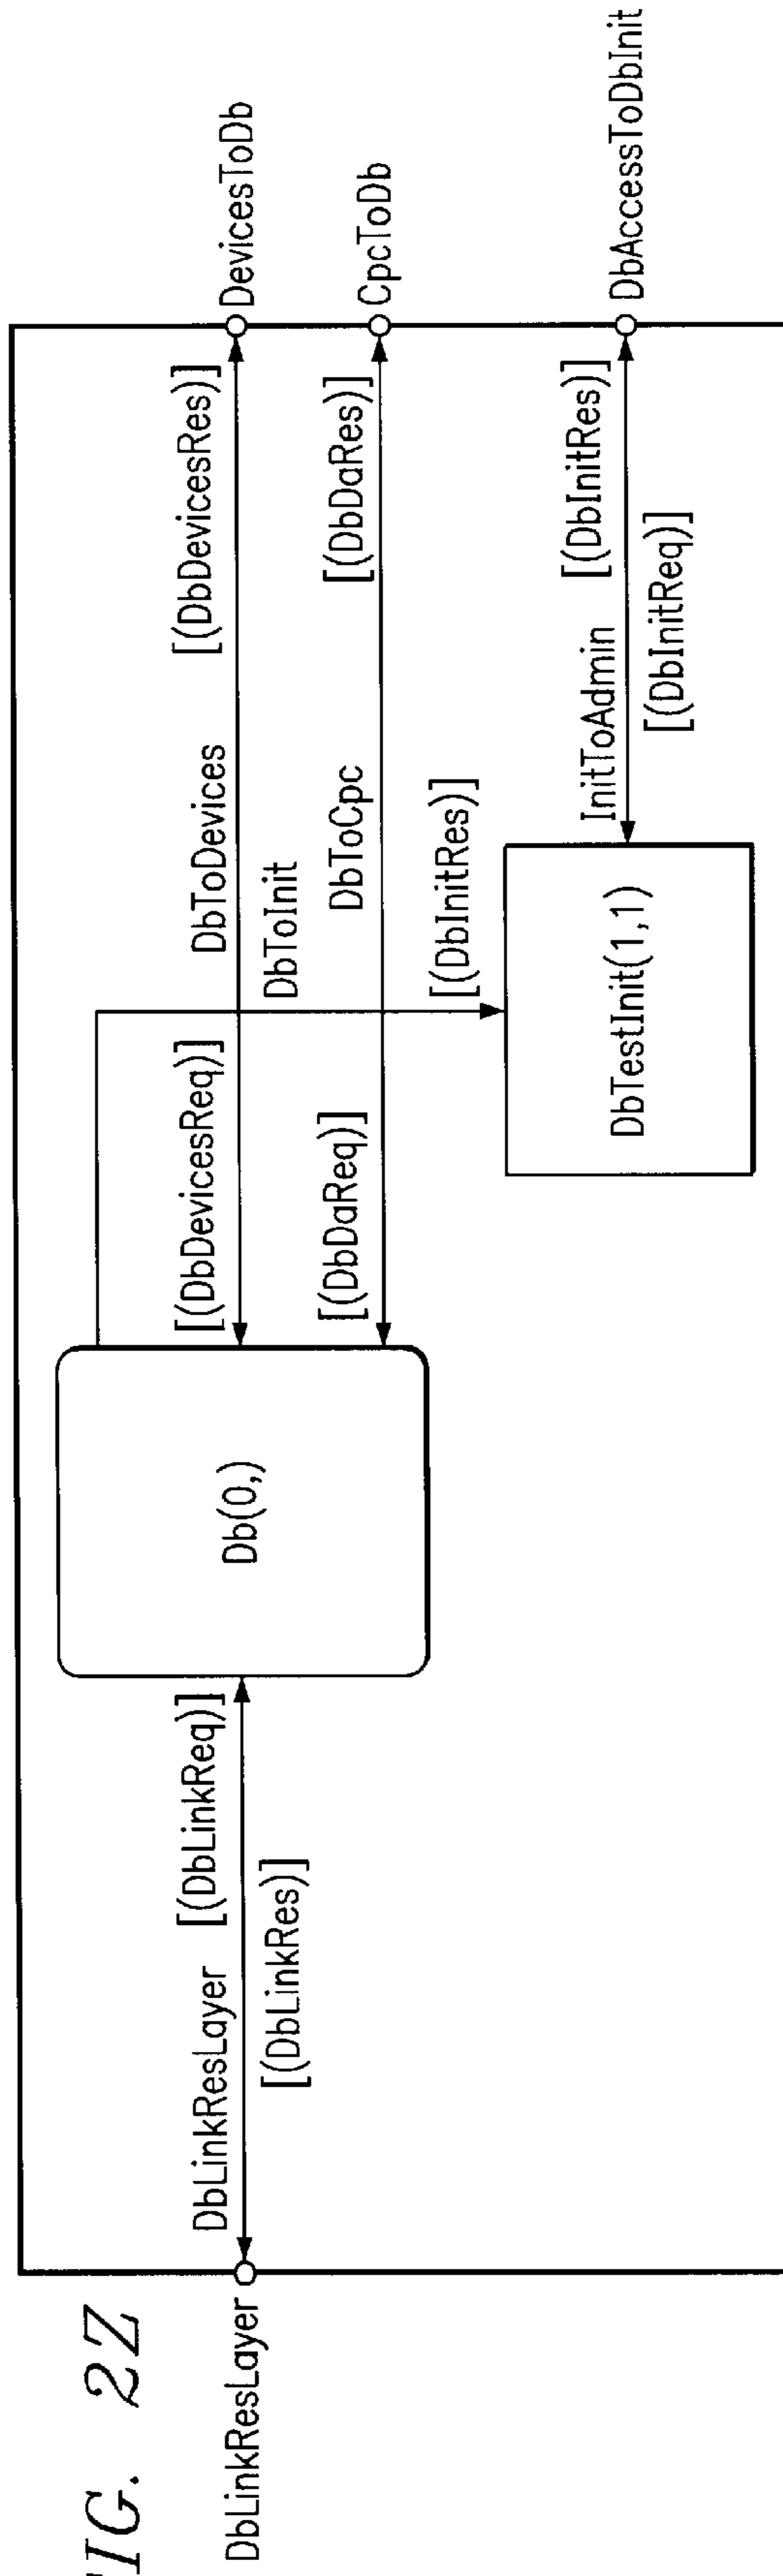 FIG. 2Z
DbLinkResLayer
DbLinkResLayer
[(DbLinkReq)]
[(DbLinkRes)]
Db(0,)
[(DbDevicesReq)]
DbToDevices
[(DbDevicesRes)]
DevicesToDb
DbToInit
[(DbDaReq)]
DbToCpc
[(DbDaRes)]
CpcToDb
[(DbInitRes)]
DbTestInit(1,1)
InitToAdmin
[(DbInitRes)]
[(DbInitReq)]
DbAccessToDbInit